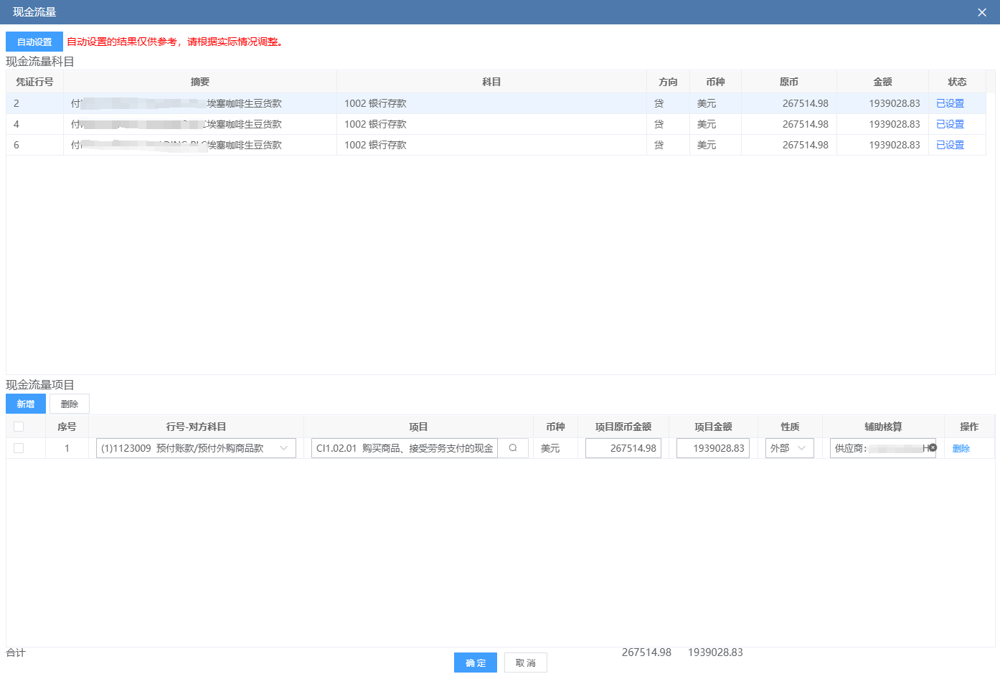 现金流量
自动设置 自动设置的结果仅供参考，请根据实际情况调整。
现金流量科目
凭证行号 摘要 科目 方向 币种 原币 金额 状态
2 付 埃塞咖啡生豆货款 1002 银行存款 贷 美元 267514.98 1939028.83 已设置
4 付 埃塞咖啡生豆货款 1002 银行存款 贷 美元 267514.98 1939028.83 已设置
6 付 埃塞咖啡生豆货款 1002 银行存款 贷 美元 267514.98 1939028.83 已设置
现金流量项目
新增 删除
序号 行号-对方科目 项目 币种 项目原币金额 项目金额 性质 辅助核算 操作
1 (1)1123009 预付账款/预付外购商品款 CI1.02.01 购买商品、接受劳务支付的现金 美元 267514.98 1939028.83 外部 供应商: 删除
合计 267514.98 1939028.83
确 定 取 消